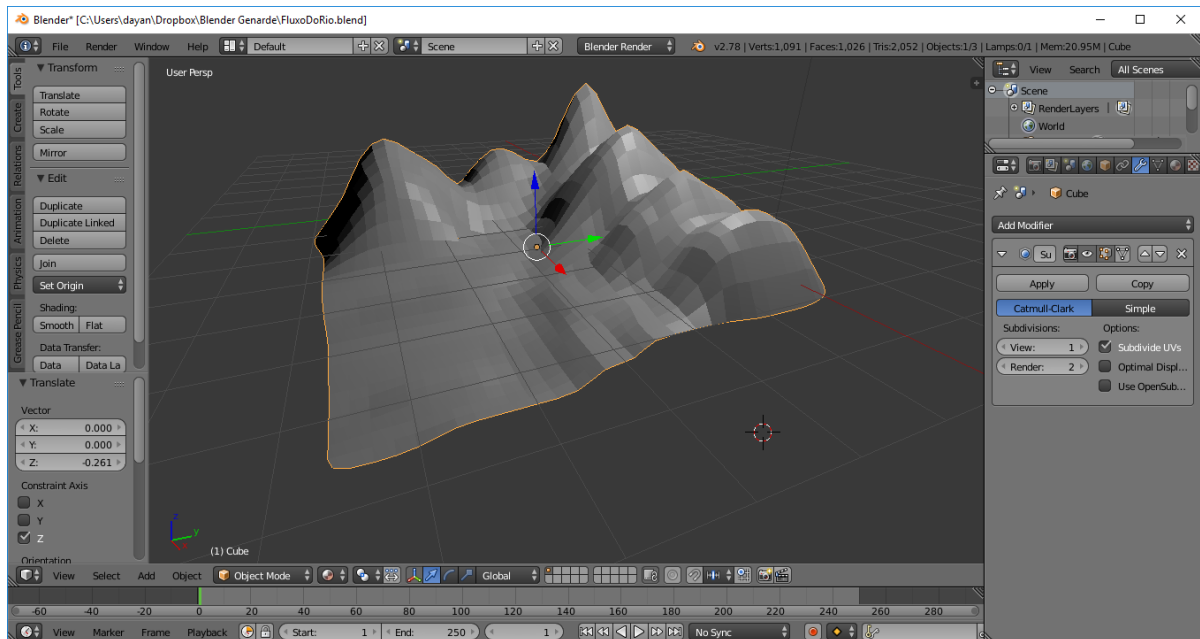 Blender* [C:\Users\dayan\Dropbox\Blender Genarde\FluxoDoRio.blend]
File Render Window Help Default Scene Blender Render v2.78 | Verts:1,091 | Faces:1,026 | Tris:2,052 | Objects:1/3 | Lamps:0/1 | Mem:20.95M | Cube
Tools
Create
Relations
Animation
Physics
Grease Pencil
Transform
Translate
Rotate
Scale
Mirror
Edit
Duplicate
Duplicate Linked
Delete
Join
Set Origin
Shading:
Smooth Flat
Data Transfer:
Data Data La
Translate
Vector
X: 0.000
Y: 0.000
Z: -0.261
Constraint Axis
X
Y
Z
Orientation
User Persp
z
y
(1) Cube
View Search All Scenes
Scene
RenderLayers |
World
Cube
Add Modifier
Su
Apply Copy
Catmull-Clark Simple
Subdivisions: Options:
View: 1 Subdivide UVs
Render: 2 Optimal Displ...
Use OpenSub...
View Select Add Object Object Mode Global
-60 -40 -20 0 20 40 60 80 100 120 140 160 180 200 220 240 260 280
View Marker Frame Playback Start: 1 End: 250 1 No Sync